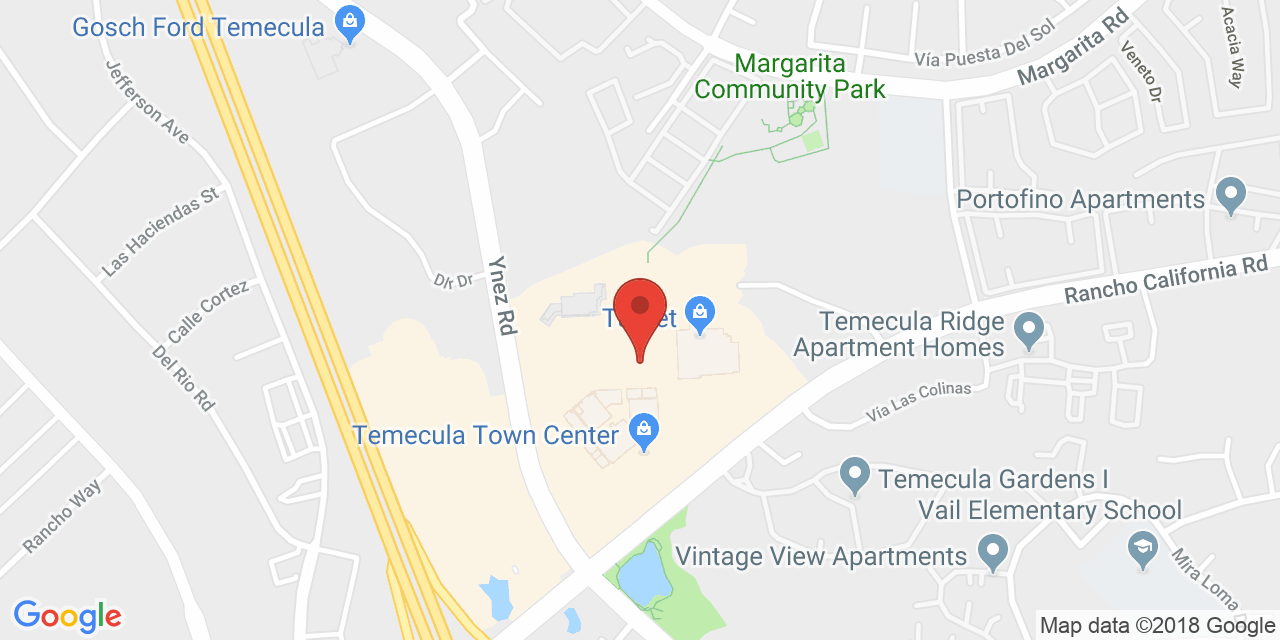 Gosch Ford Temecula
Jefferson Ave
Margarita
Community Park
Vía Puesta Del Sol
Margarita Rd
Veneto Dr
Acacia Way
Las Haciendas St
Portofino Apartments
D/r Dr
Ynez Rd
Calle Cortez
Rancho California Rd
Temecula Ridge
Apartment Homes
Del Rio Rd
Vía Las Colinas
Temecula Town Center
Temecula Gardens I
Rancho Way
Vail Elementary School
Vintage View Apartments
Mira Loma
Google
Map data ©2018 Google